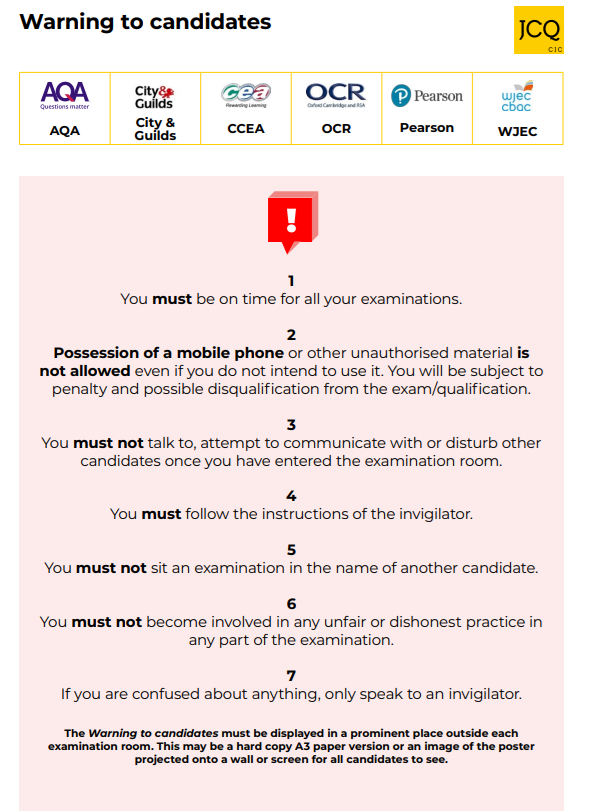 Warning to candidates
JCQ
CIC
AQA
Questions matter
City&
Guilds
ccea
Rewarding Learning
OCR
Oxford Cambridge and RSA
Pearson
wjec
cbac
AQA
City &
Guilds
CCEA
OCR
Pearson
WJEC
!
1
You must be on time for all your examinations.
2
Possession of a mobile phone or other unauthorised material is
not allowed even if you do not intend to use it. You will be subject to
penalty and possible disqualification from the exam/qualification.
3
You must not talk to, attempt to communicate with or disturb other
candidates once you have entered the examination room.
4
You must follow the instructions of the invigilator.
5
You must not sit an examination in the name of another candidate.
6
You must not become involved in any unfair or dishonest practice in
any part of the examination.
7
If you are confused about anything, only speak to an invigilator.
The Warning to candidates must be displayed in a prominent place outside each
examination room. This may be a hard copy A3 paper version or an image of the poster
projected onto a wall or screen for all candidates to see.